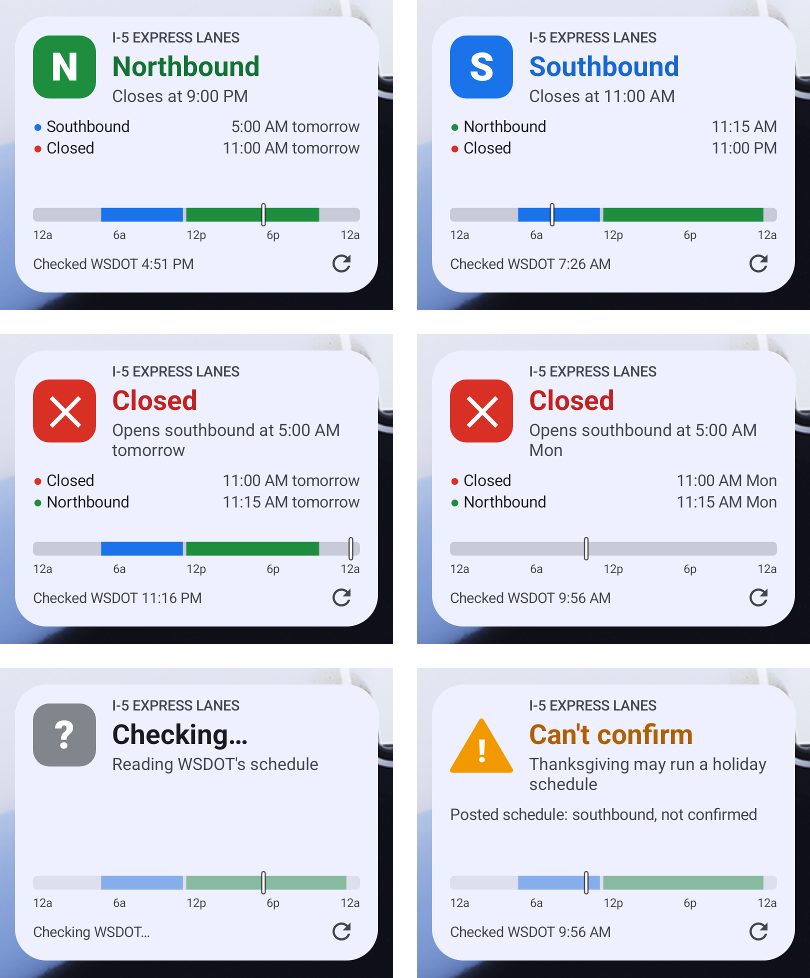 I-5 EXPRESS LANES
N
Northbound
Closes at 9:00 PM
Southbound 5:00 AM tomorrow
Closed 11:00 AM tomorrow
12a 6a 12p 6p 12a
Checked WSDOT 4:51 PM
I-5 EXPRESS LANES
S
Southbound
Closes at 11:00 AM
Northbound 11:15 AM
Closed 11:00 PM
12a 6a 12p 6p 12a
Checked WSDOT 7:26 AM
I-5 EXPRESS LANES
Closed
Opens southbound at 5:00 AM
tomorrow
Closed 11:00 AM tomorrow
Northbound 11:15 AM tomorrow
12a 6a 12p 6p 12a
Checked WSDOT 11:16 PM
I-5 EXPRESS LANES
Closed
Opens southbound at 5:00 AM
Mon
Closed 11:00 AM Mon
Northbound 11:15 AM Mon
12a 6a 12p 6p 12a
Checked WSDOT 9:56 AM
I-5 EXPRESS LANES
?
Checking…
Reading WSDOT's schedule
12a 6a 12p 6p 12a
Checking WSDOT…
I-5 EXPRESS LANES
!
Can't confirm
Thanksgiving may run a holiday
schedule
Posted schedule: southbound, not confirmed
12a 6a 12p 6p 12a
Checked WSDOT 9:56 AM